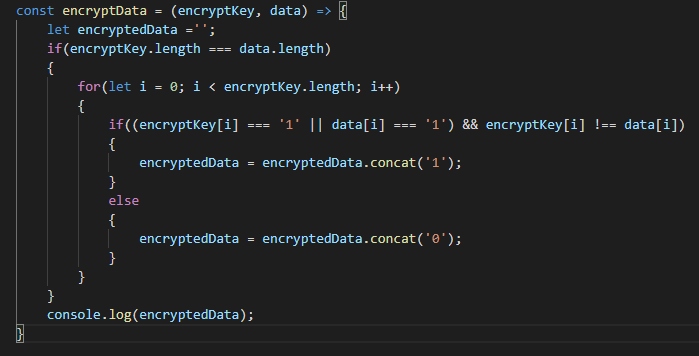 const encryptData = (encryptKey, data) => {
let encryptedData ='';
if(encryptKey.length === data.length)
{
for(let i = 0; i < encryptKey.length; i++)
{
if((encryptKey[i] === '1' || data[i] === '1') && encryptKey[i] !== data[i])
{
encryptedData = encryptedData.concat('1');
}
else
{
encryptedData = encryptedData.concat('0');
}
}
}
console.log(encryptedData);
}